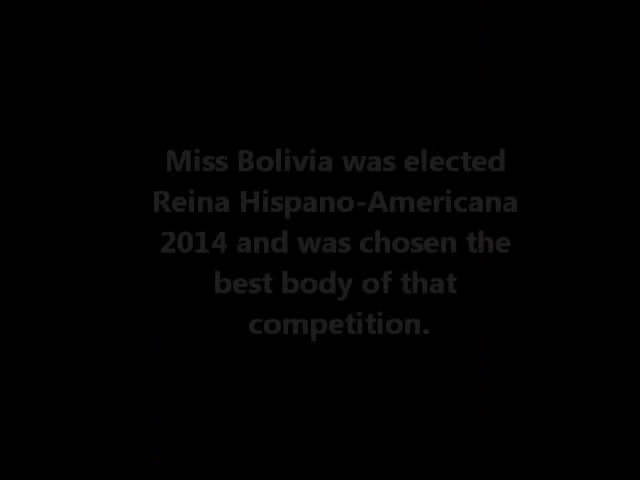 Miss Bolivia was elected
Reina Hispano-Americana
2014 and was chosen the
best body of that
competition.